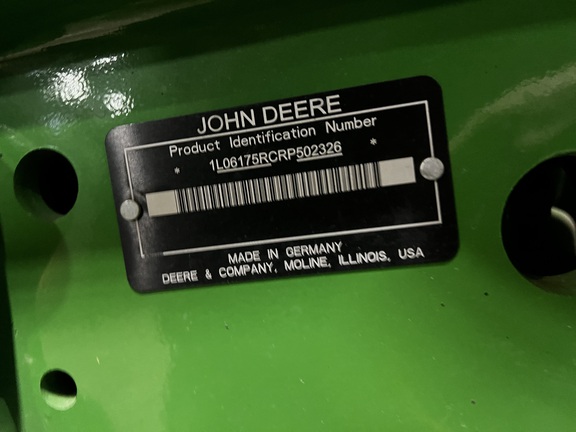 JOHN DEERE
Product Identification Number
* 1L06175RCRP502326 *
MADE IN GERMANY
DEERE & COMPANY, MOLINE, ILLINOIS, USA